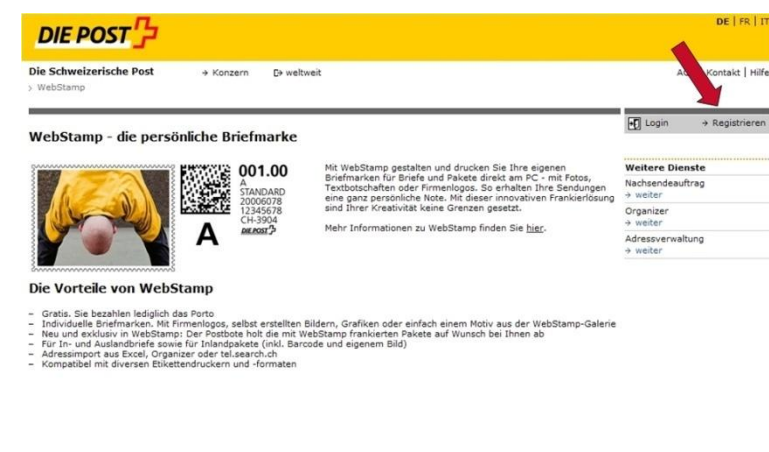 DIE POST
DE | FR | IT
Die Schweizerische Post
→ Konzern
weltweit
Kontakt | Hilfe
> WebStamp
Login
→ Registrieren
WebStamp - die persönliche Briefmarke
001.00
A
STANDARD
20006078
12345678
CH-3904
DIE POST
A
Mit WebStamp gestalten und drucken Sie Ihre eigenen
Briefmarken für Briefe und Pakete direkt am PC - mit Fotos,
Textbotschaften oder Firmenlogos. So erhalten Ihre Sendungen
eine ganz persönliche Note. Mit dieser innovativen Frankierlösung
sind Ihrer Kreativität keine Grenzen gesetzt.
Mehr Informationen zu WebStamp finden Sie hier.
Weitere Dienste
Nachsendeauftrag
→ weiter
Organizer
→ weiter
Adressverwaltung
→ weiter
Die Vorteile von WebStamp
– Gratis. Sie bezahlen lediglich das Porto
– Individuelle Briefmarken. Mit Firmenlogos, selbst erstellten Bildern, Grafiken oder einfach einem Motiv aus der WebStamp-Galerie
– Neu und exklusiv in WebStamp: Der Postbote holt die mit WebStamp frankierten Pakete auf Wunsch bei Ihnen ab
– Für In- und Auslandbriefe sowie für Inlandpakete (inkl. Barcode und eigenem Bild)
– Adressimport aus Excel, Organizer oder tel.search.ch
– Kompatibel mit diversen Etikettendruckern und -formaten